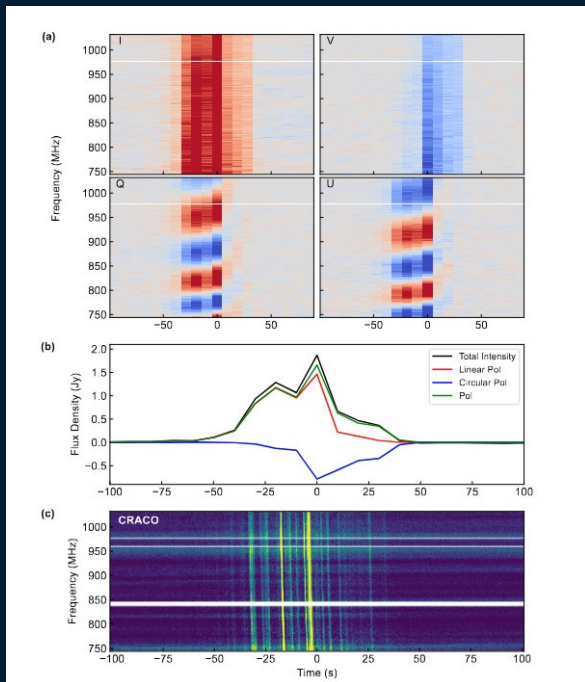 (a)
I
V
1000
950
900
850
800
750
Q
U
1000
950
900
850
800
750
Frequency (MHz)
-50 0 50
-50 0 50
(b)
2.0
1.5
1.0
0.5
0.0
-0.5
Flux Density (Jy)
Total Intensity
Linear Pol
Circular Pol
Pol
-100 -75 -50 -25 0 25 50 75 100
(c)
CRACO
1000
950
900
850
800
750
Frequency (MHz)
-100 -75 -50 -25 0 25 50 75 100
Time (s)